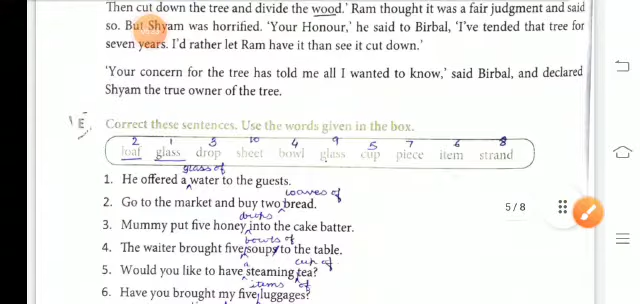 Then cut down the tree and divide the wood.' Ram thought it was a fair judgment and said
so. But Shyam was horrified. 'Your Honour,' he said to Birbal, 'I've tended that tree for
seven years. I'd rather let Ram have it than see it cut down.'
'Your concern for the tree has told me all I wanted to know,' said Birbal, and declared
Shyam the true owner of the tree.
E. Correct these sentences. Use the words given in the box.
2 1 3 10 4 9 5 7 6 8
loaf glass drop sheet bowl glass cup piece item strand
glass of
1. He offered a water to the guests.
loaves of
2. Go to the market and buy two bread.
5/8
drops
3. Mummy put five honey into the cake batter.
bowls of
4. The waiter brought five soups to the table.
a cup of
5. Would you like to have steaming tea?
items of
6. Have you brought my five luggages?